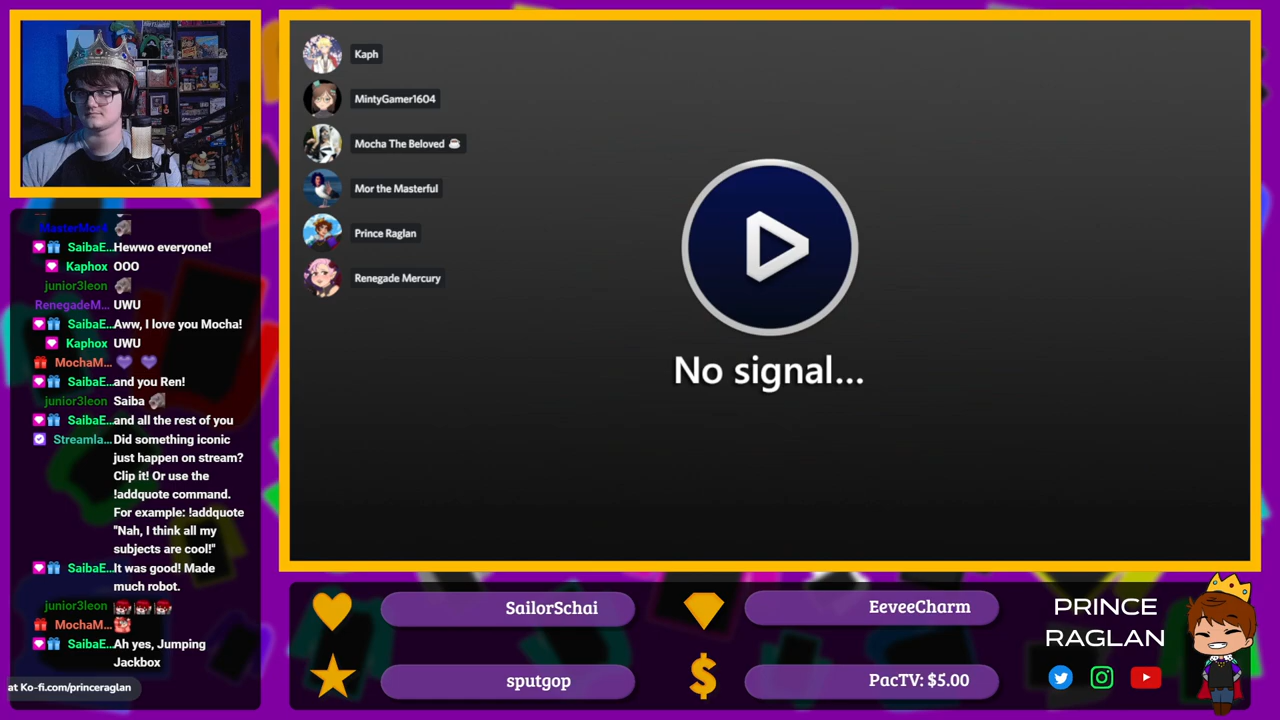 Kaph
MintyGamer1604
Mocha The Beloved ☕
Mor the Masterful
Prince Raglan
Renegade Mercury
No signal...
SaibaE... Hewwo everyone!
Kaphox OOO
junior3leon
RenegadeM... UWU
SaibaE... Aww, I love you Mocha!
Kaphox UWU
MochaM... 💜 💜
SaibaE... and you Ren!
junior3leon Saiba
SaibaE... and all the rest of you
Streamla... Did something iconic
just happen on stream?
Clip it! Or use the
!addquote command.
For example: !addquote
"Nah, I think all my
subjects are cool!"
SaibaE... It was good! Made
much robot.
junior3leon
MochaM...
SaibaE... Ah yes, Jumping
Jackbox
at Ko-fi.com/princeraglan
SailorSchai
EeveeCharm
sputgop
PacTV: $5.00
PRINCE
RAGLAN